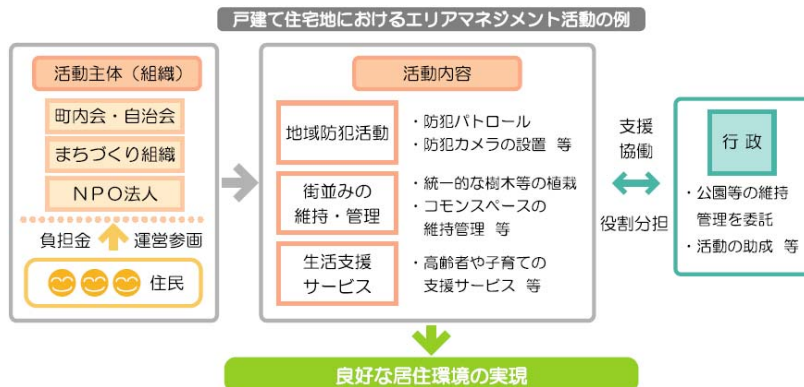 戸建て住宅地におけるエリアマネジメント活動の例
活動主体（組織）
町内会・自治会
まちづくり組織
ＮＰＯ法人
負担金
運営参画
住民
活動内容
地域防犯活動
・防犯パトロール
・防犯カメラの設置 等
街並みの
維持・管理
・統一的な樹木等の植栽
・コモンスペースの
維持管理 等
生活支援
サービス
・高齢者や子育ての
支援サービス 等
支援
協働
役割分担
行 政
・公園等の維持
管理を委託
・活動の助成 等
良好な居住環境の実現